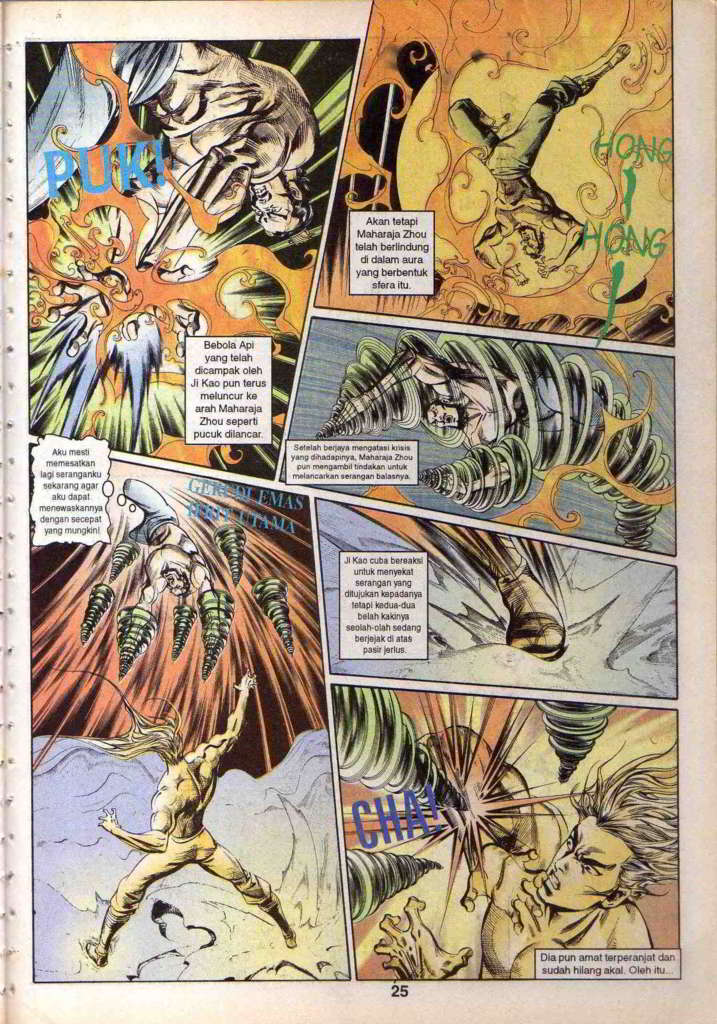 PUK!
Bebola Api
yang telah
dicampak oleh
Ji Kao pun terus
meluncur ke
arah Maharaja
Zhou seperti
pucuk dilancar.
Akan tetapi
Maharaja Zhou
telah berlindung
di dalam aura
yang berbentuk
sfera itu.
HONG
!
HONG
!
Setelah berjaya mengatasi krisis
yang dihadapinya, Maharaja Zhou
pun mengambil tindakan untuk
melancarkan serangan balasnya.
Aku mesti
memesatkan
lagi seranganku
sekarang agar
aku dapat
menewaskannya
dengan secepat
yang mungkin!
GERUDI EMAS
JERIT UTAMA
Ji Kao cuba bereaksi
untuk menyekat
serangan yang
ditujukan kepadanya
tetapi kedua-dua
belah kakinya
seolah-olah sedang
berjejak di atas
pasir jerlus.
CHA!
Dia pun amat terperanjat dan
sudah hilang akal. Oleh itu...
25